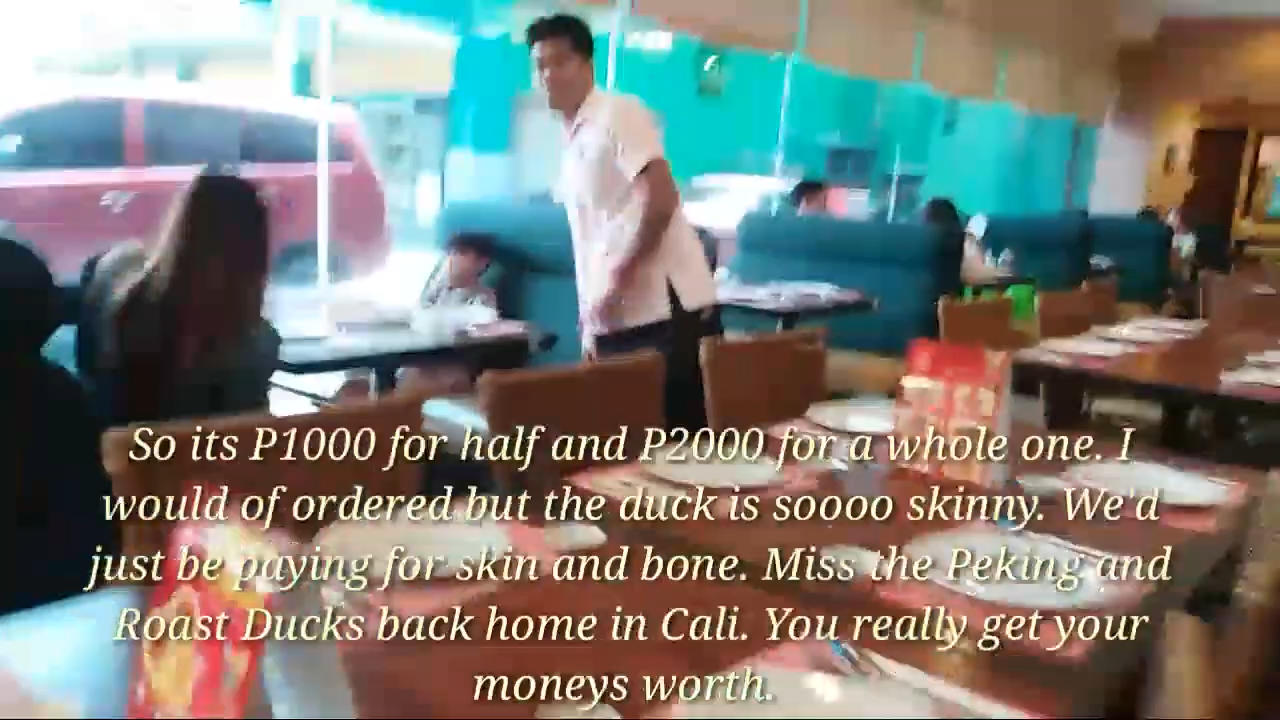 So its P1000 for half and P2000 for a whole one. I
would of ordered but the duck is soooo skinny. We'd
just be paying for skin and bone. Miss the Peking and
Roast Ducks back home in Cali. You really get your
moneys worth.